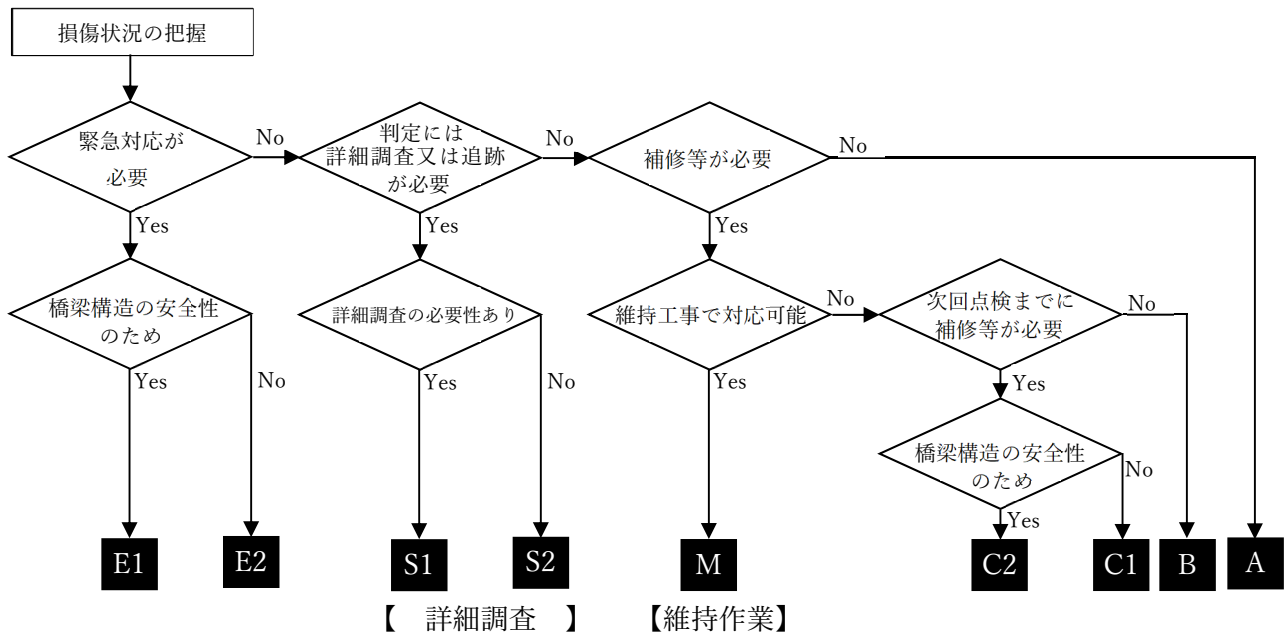 損傷状況の把握
緊急対応が
必要
No
判定には
詳細調査又は追跡
が必要
No
補修等が必要
No
Yes
Yes
Yes
橋梁構造の安全性
のため
詳細調査の必要性あり
維持工事で対応可能
No
次回点検までに
補修等が必要
No
Yes
No
Yes
No
Yes
Yes
橋梁構造の安全性
のため
No
Yes
E1
E2
S1
S2
M
C2
C1
B
A
【 詳細調査 】
【維持作業】